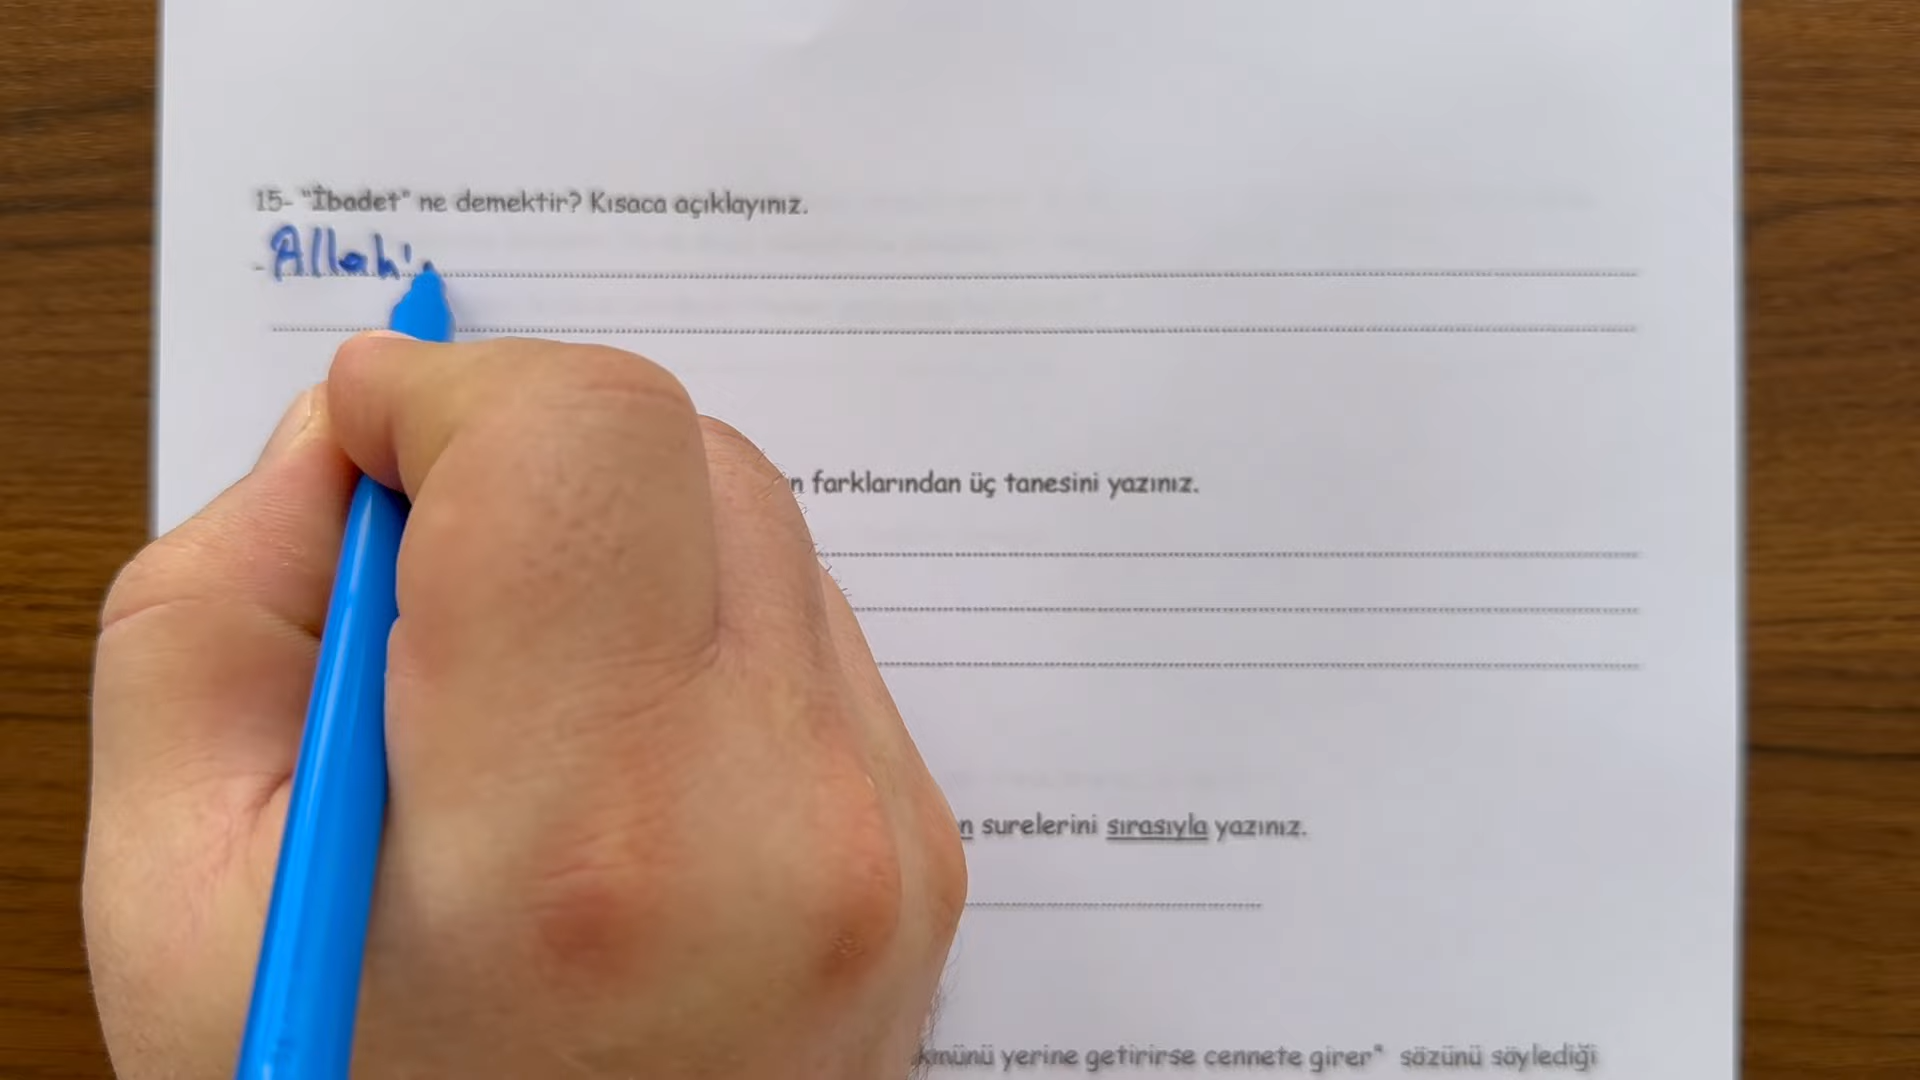 15- "İbadet" ne demektir? Kısaca açıklayınız.
- Allah'
farklarından üç tanesini yazınız.
surelerini sırasıyla yazınız.
yerine getirirse cennete girer" sözünü söylediği